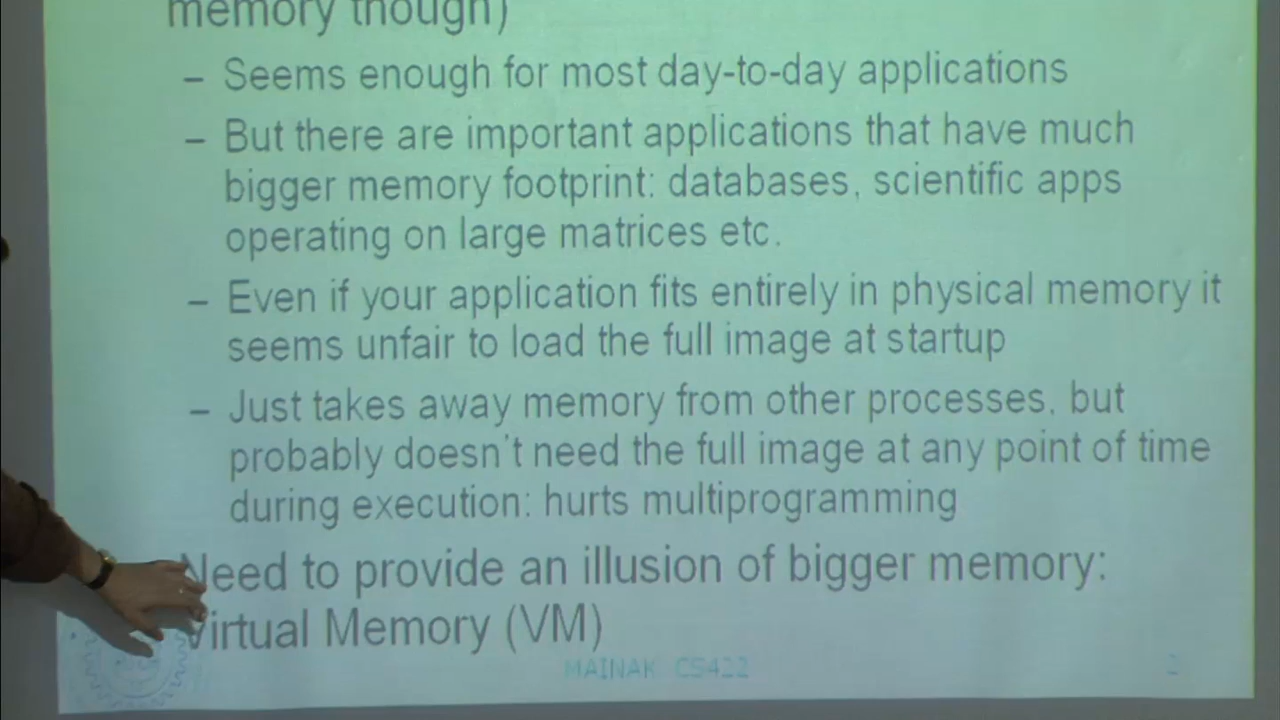 memory though)
– Seems enough for most day-to-day applications
– But there are important applications that have much
bigger memory footprint: databases, scientific apps
operating on large matrices etc.
– Even if your application fits entirely in physical memory it
seems unfair to load the full image at startup
– Just takes away memory from other processes, but
probably doesn't need the full image at any point of time
during execution: hurts multiprogramming
Need to provide an illusion of bigger memory:
Virtual Memory (VM)
MAINAK CS422
2